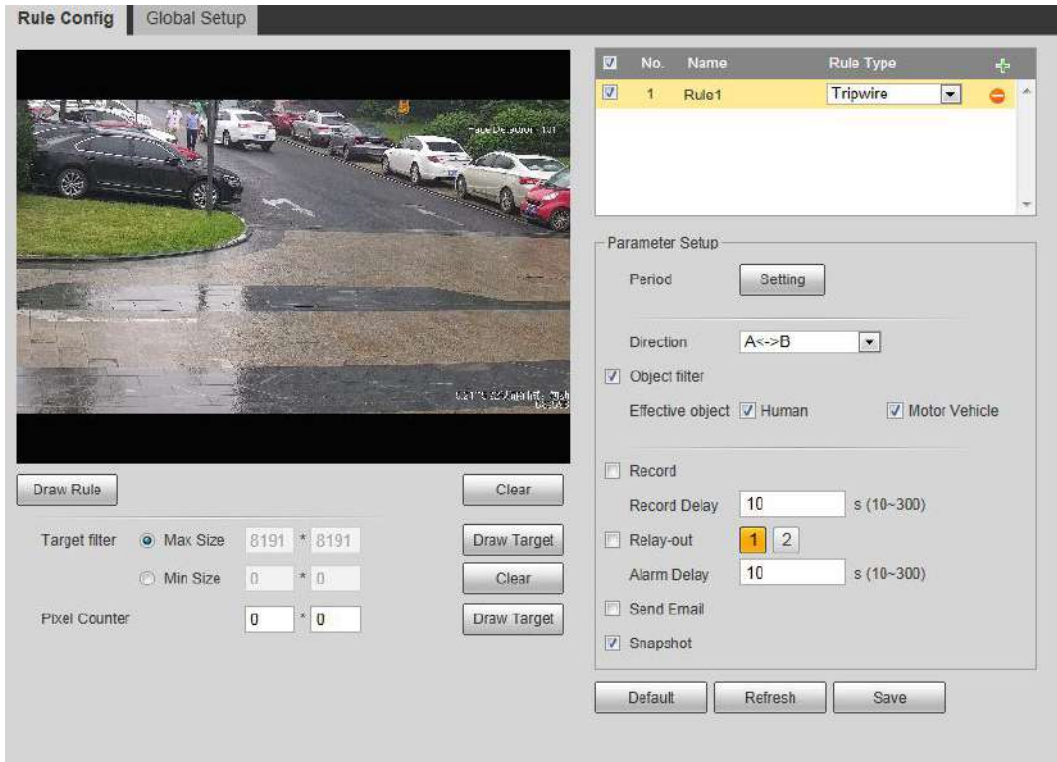 Rule Config Global Setup
No. Name Rule Type
1 Rule1 Tripwire
Parameter Setup
Period Setting
Direction A<->B
Object filter
Effective object Human Motor Vehicle
Record
Record Delay 10 s (10~300)
Relay-out 1 2
Alarm Delay 10 s (10~300)
Send Email
Snapshot
Default Refresh Save
Draw Rule Clear
Target filter Max Size 8191 * 8191 Draw Target
Min Size 0 * 0 Clear
Pixel Counter 0 * 0 Draw Target